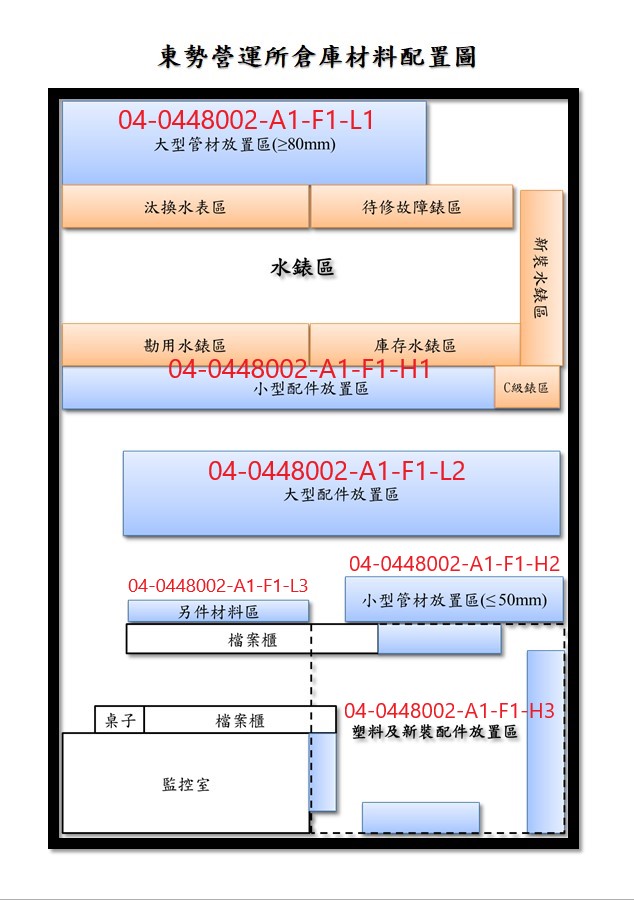 東勢營運所倉庫材料配置圖
04-0448002-A1-F1-L1
大型管材放置區(≥80mm)
汰換水表區
待修故障錶區
新裝水錶區
水錶區
勘用水錶區
庫存水錶區
04-0448002-A1-F1-H1
小型配件放置區
C級錶區
04-0448002-A1-F1-L2
大型配件放置區
04-0448002-A1-F1-H2
04-0448002-A1-F1-L3
小型管材放置區(≤50mm)
另件材料區
檔案櫃
桌子
檔案櫃
04-0448002-A1-F1-H3
塑料及新裝配件放置區
監控室